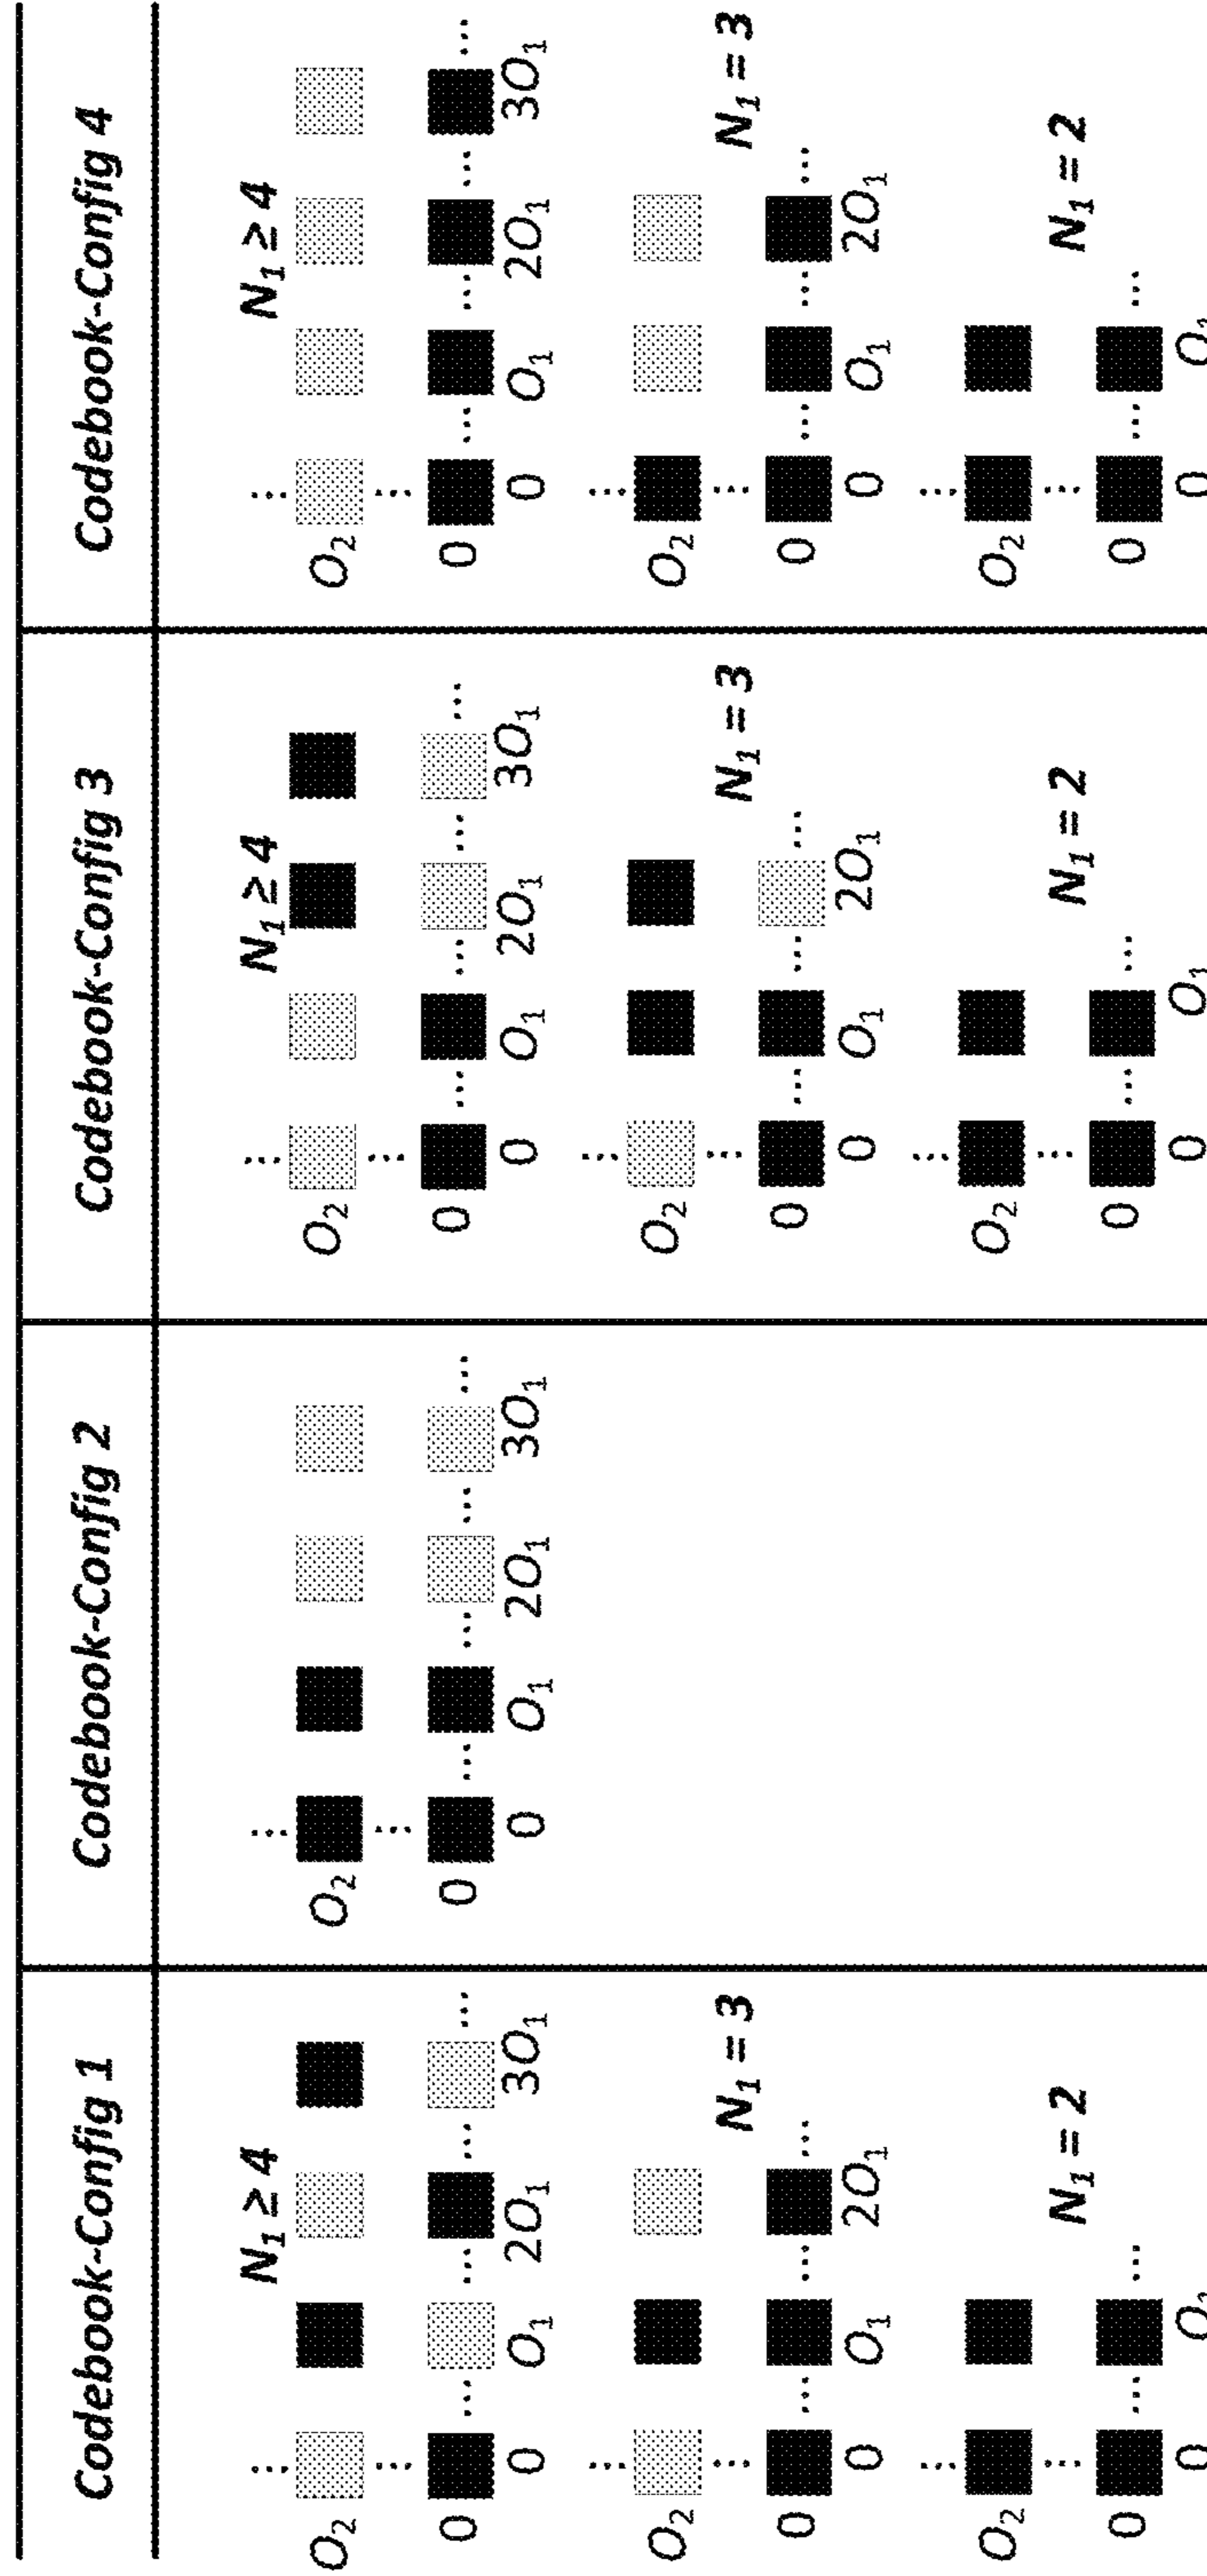 Codebook-Config 1
N₁ ≥ 4
O₂
0
0 ... O₁ ... 2O₁ ... 3O₁ ...
N₁ = 3
O₂
0
0 ... O₁ ... 2O₁ ...
N₁ = 2
O₂
0
0 ... O₁ ...
Codebook-Config 2
O₂
0
0 ... O₁ ... 2O₁ ... 3O₁ ...
Codebook-Config 3
N₁ ≥ 4
O₂
0
0 ... O₁ ... 2O₁ ... 3O₁ ...
N₁ = 3
O₂
0
0 ... O₁ ... 2O₁ ...
N₁ = 2
O₂
0
0 ... O₁ ...
Codebook-Config 4
N₁ ≥ 4
O₂
0
0 ... O₁ ... 2O₁ ... 3O₁ ...
N₁ = 3
O₂
0
0 ... O₁ ... 2O₁ ...
N₁ = 2
O₂
0
0 ... O₁ ...